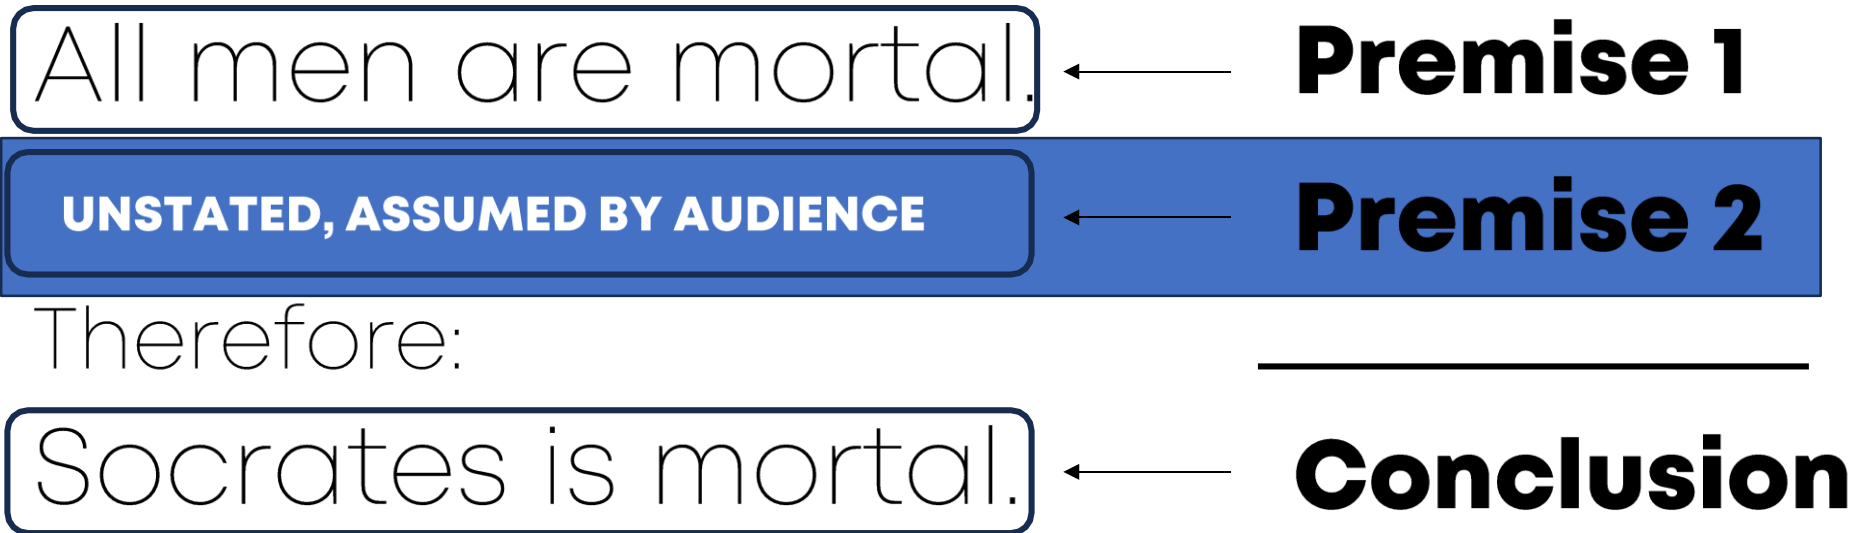 All men are mortal. Premise 1
UNSTATED, ASSUMED BY AUDIENCE Premise 2
Therefore:
Socrates is mortal. Conclusion